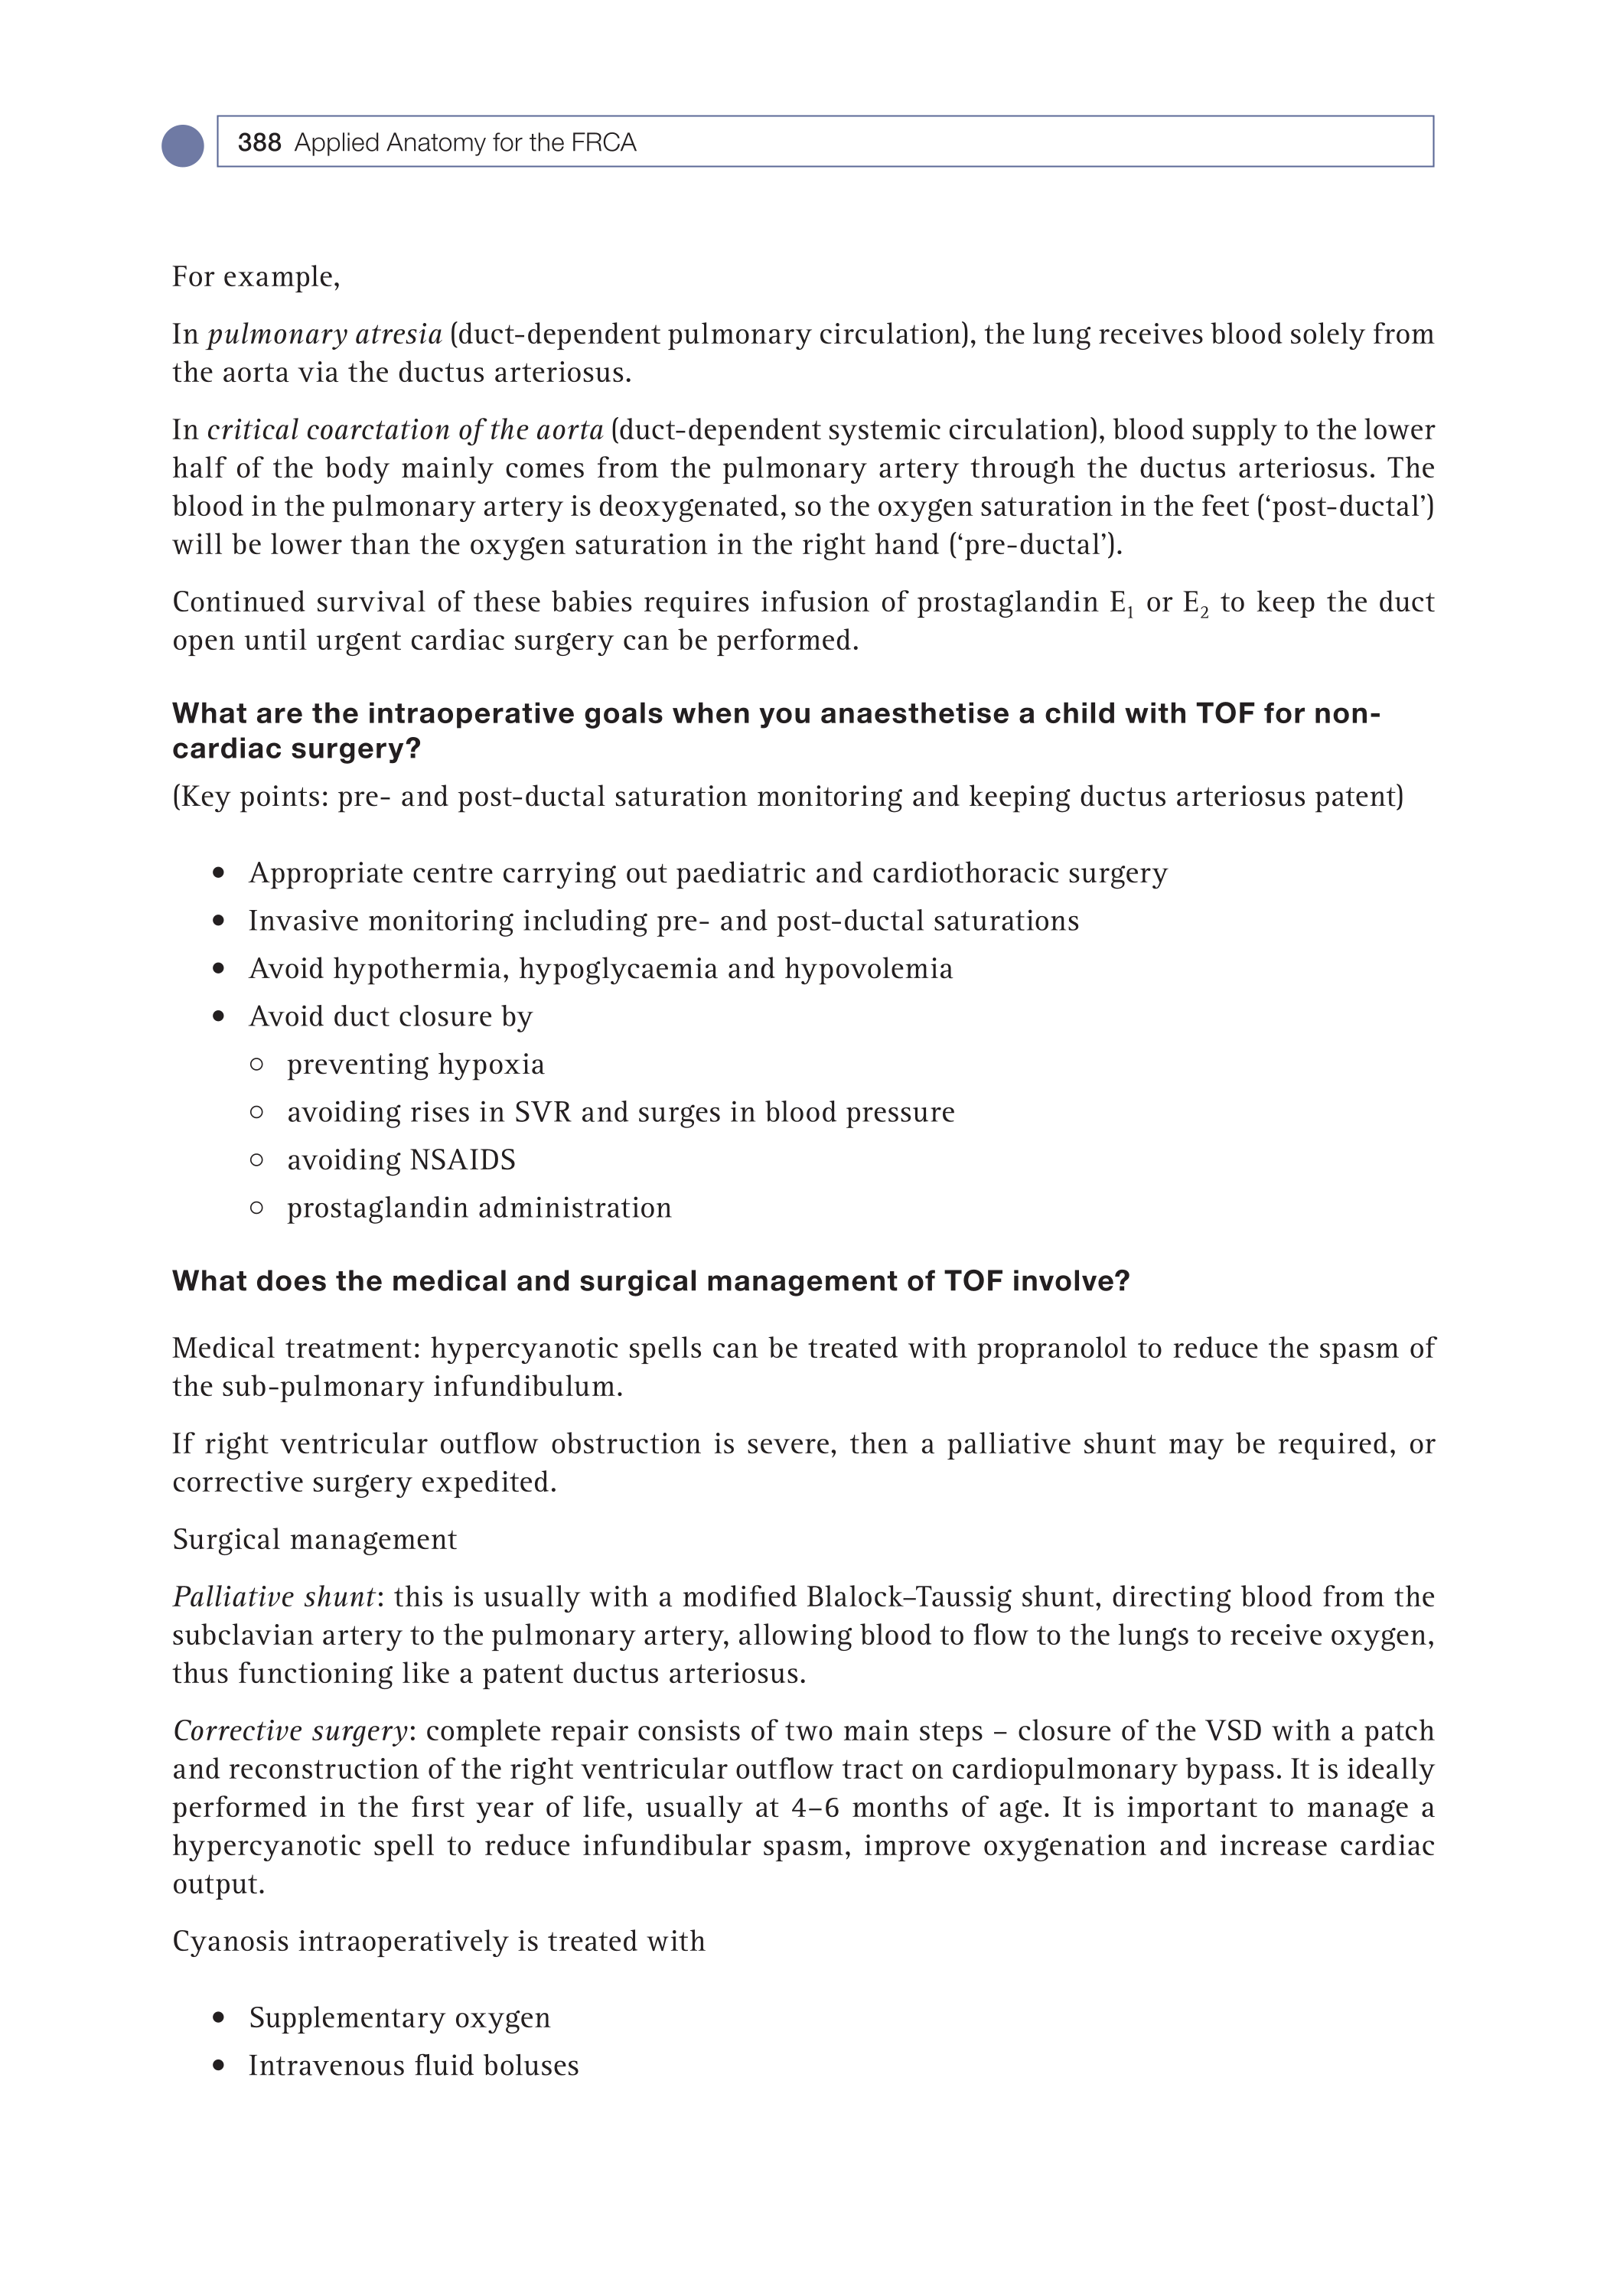 388 Applied Anatomy for the FRCA
For example,
In pulmonary atresia (duct-dependent pulmonary circulation), the lung receives blood solely from
the aorta via the ductus arteriosus.
In critical coarctation of the aorta (duct-dependent systemic circulation), blood supply to the lower
half of the body mainly comes from the pulmonary artery through the ductus arteriosus. The
blood in the pulmonary artery is deoxygenated, so the oxygen saturation in the feet (‘post-ductal’)
will be lower than the oxygen saturation in the right hand (‘pre-ductal’).
Continued survival of these babies requires infusion of prostaglandin E₁ or E₂ to keep the duct
open until urgent cardiac surgery can be performed.
What are the intraoperative goals when you anaesthetise a child with TOF for non-
cardiac surgery?
(Key points: pre- and post-ductal saturation monitoring and keeping ductus arteriosus patent)
• Appropriate centre carrying out paediatric and cardiothoracic surgery
• Invasive monitoring including pre- and post-ductal saturations
• Avoid hypothermia, hypoglycaemia and hypovolemia
• Avoid duct closure by
○ preventing hypoxia
○ avoiding rises in SVR and surges in blood pressure
○ avoiding NSAIDS
○ prostaglandin administration
What does the medical and surgical management of TOF involve?
Medical treatment: hypercyanotic spells can be treated with propranolol to reduce the spasm of
the sub-pulmonary infundibulum.
If right ventricular outflow obstruction is severe, then a palliative shunt may be required, or
corrective surgery expedited.
Surgical management
Palliative shunt: this is usually with a modified Blalock–Taussig shunt, directing blood from the
subclavian artery to the pulmonary artery, allowing blood to flow to the lungs to receive oxygen,
thus functioning like a patent ductus arteriosus.
Corrective surgery: complete repair consists of two main steps – closure of the VSD with a patch
and reconstruction of the right ventricular outflow tract on cardiopulmonary bypass. It is ideally
performed in the first year of life, usually at 4–6 months of age. It is important to manage a
hypercyanotic spell to reduce infundibular spasm, improve oxygenation and increase cardiac
output.
Cyanosis intraoperatively is treated with
• Supplementary oxygen
• Intravenous fluid boluses